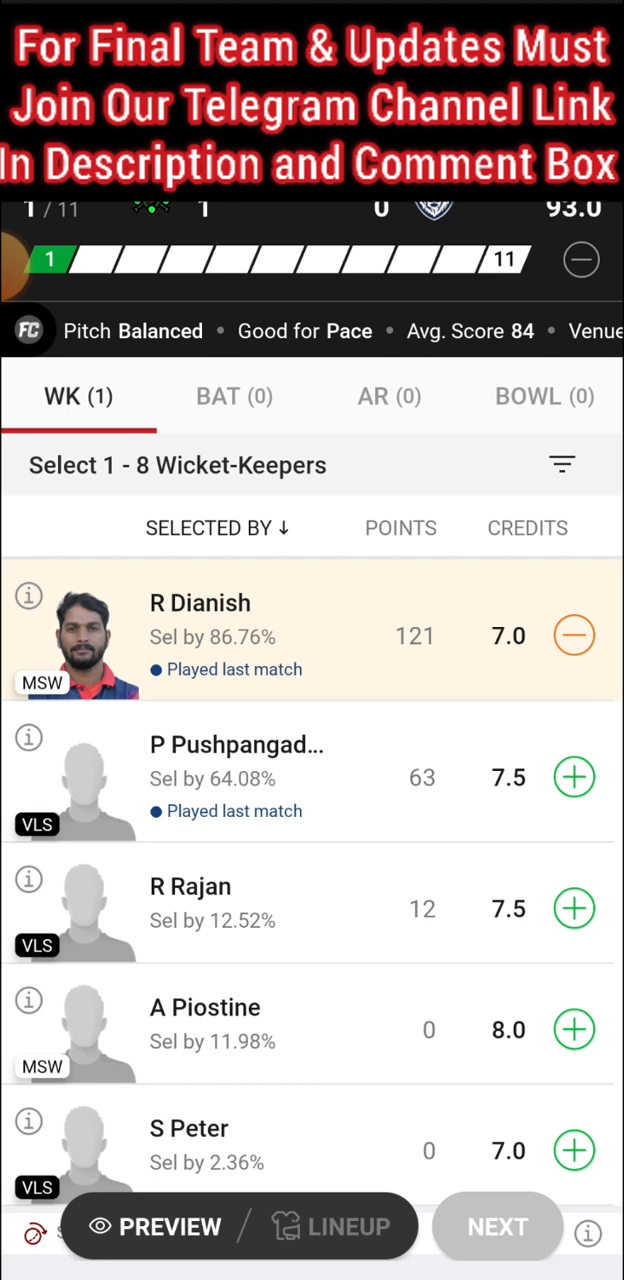 For Final Team & Updates Must
Join Our Telegram Channel Link
In Description and Comment Box
1 / 11 1 0 93.0
1 11
FC Pitch Balanced • Good for Pace • Avg. Score 84 • Venue
WK (1) BAT (0) AR (0) BOWL (0)
Select 1 - 8 Wicket-Keepers
SELECTED BY ↓ POINTS CREDITS
R Dianish
Sel by 86.76% 121 7.0
Played last match
MSW
P Pushpangad...
Sel by 64.08% 63 7.5
Played last match
VLS
R Rajan
Sel by 12.52% 12 7.5
VLS
A Piostine
Sel by 11.98% 0 8.0
MSW
S Peter
Sel by 2.36% 0 7.0
VLS
PREVIEW / LINEUP NEXT